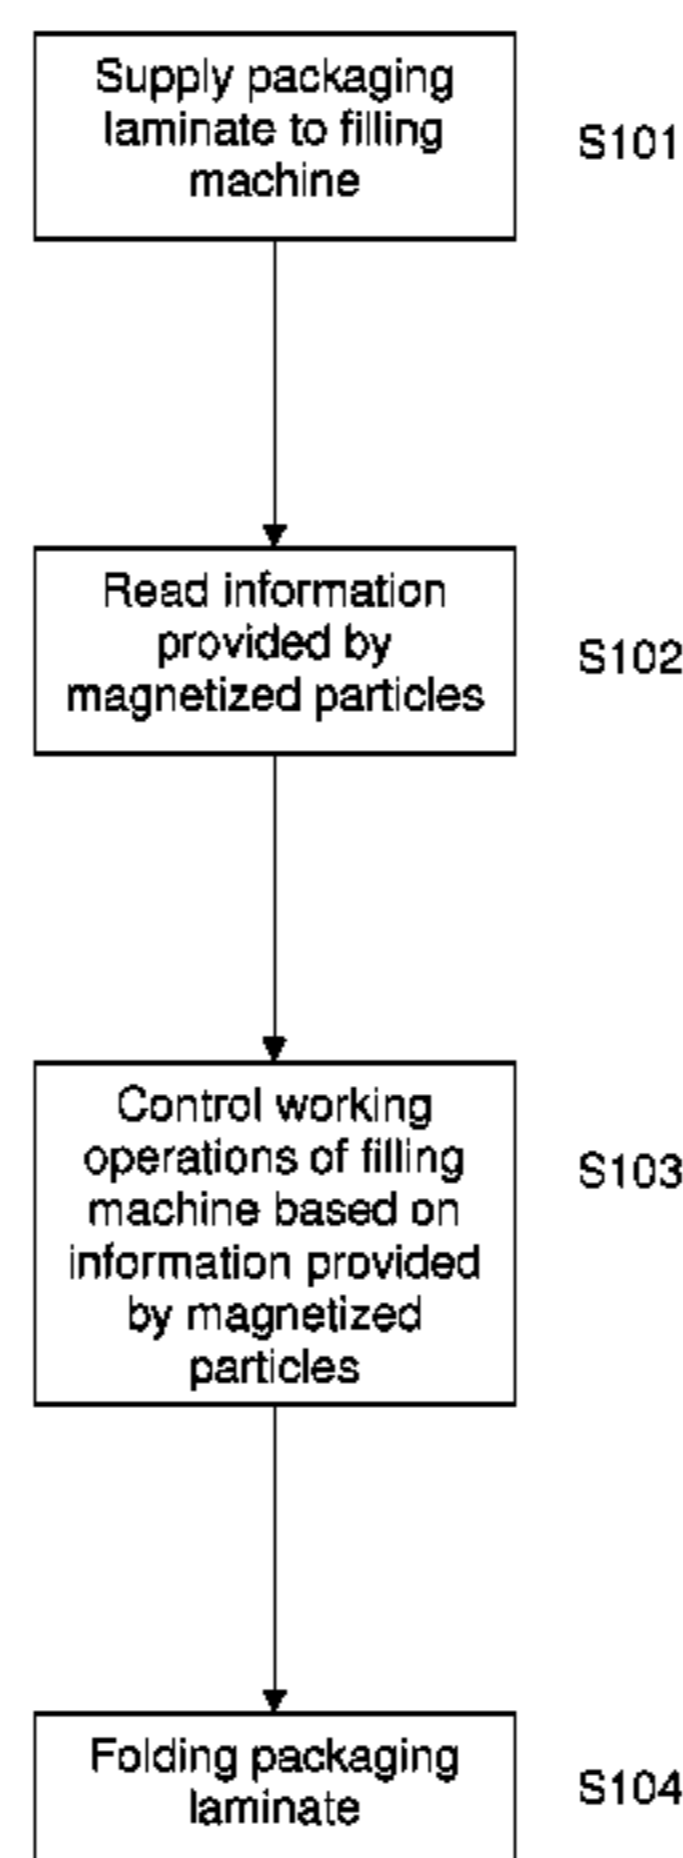 Supply packaging
laminate to filling
machine
S101
Read information
provided by
magnetized particles
S102
Control working
operations of filling
machine based on
information provided
by magnetized
particles
S103
Folding packaging
laminate
S104